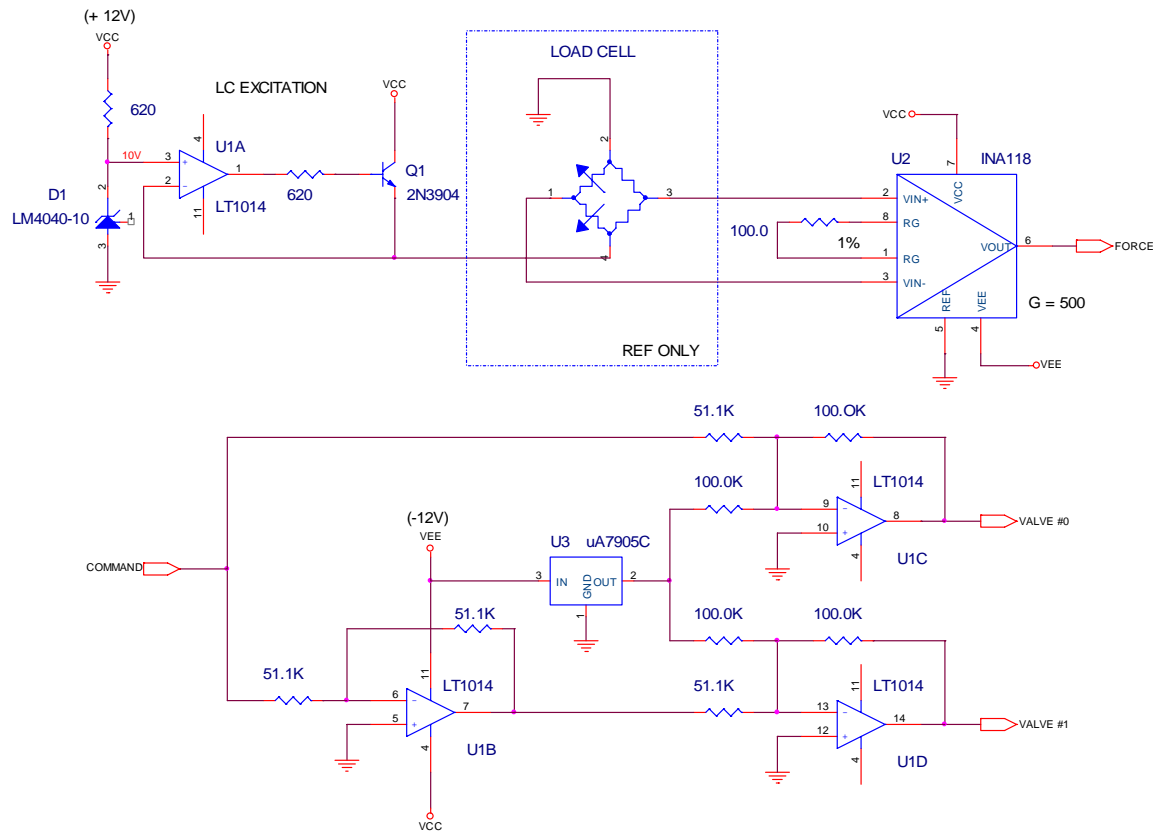 (+ 12V)
VCC
620
LC EXCITATION
VCC
LOAD CELL
10V
4
U1A
3
+
1
2
-
11
LT1014
620
Q1
2N3904
D1
LM4040-10
2
1
3
2
1
3
4
REF ONLY
VCC
U2
INA118
7
VCC
2
VIN+
8
RG
100.0
1%
1
RG
3
VIN-
VOUT
6
FORCE
REF
VEE
5
4
G = 500
VEE
51.1K
100.OK
100.0K
11
LT1014
9
-
10
+
8
VALVE #0
4
U1C
(-12V)
VEE
U3
uA7905C
3
IN
GND
OUT
2
1
COMMAND
51.1K
51.1K
11
LT1014
6
-
5
+
7
U1B
4
VCC
100.0K
100.0K
51.1K
11
LT1014
13
-
12
+
14
VALVE #1
4
U1D